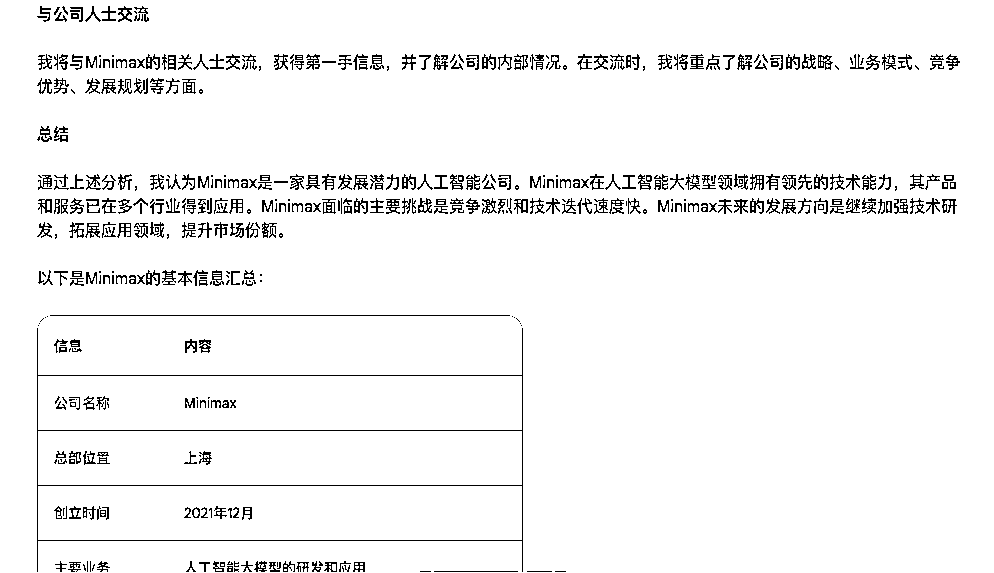 与公司人士交流
我将与Minimax的相关人士交流，获得第一手信息，并了解公司的内部情况。在交流时，我将重点了解公司的战略、业务模式、竞争
优势、发展规划等方面。
总结
通过上述分析，我认为Minimax是一家具有发展潜力的人工智能公司。Minimax在人工智能大模型领域拥有领先的技术能力，其产品
和服务已在多个行业得到应用。Minimax面临的主要挑战是竞争激烈和技术迭代速度快。Minimax未来的发展方向是继续加强技术研
发，拓展应用领域，提升市场份额。
以下是Minimax的基本信息汇总：
信息 内容
公司名称 Minimax
总部位置 上海
创立时间 2021年12月
主要业务 人工智能大模型的研发和应用